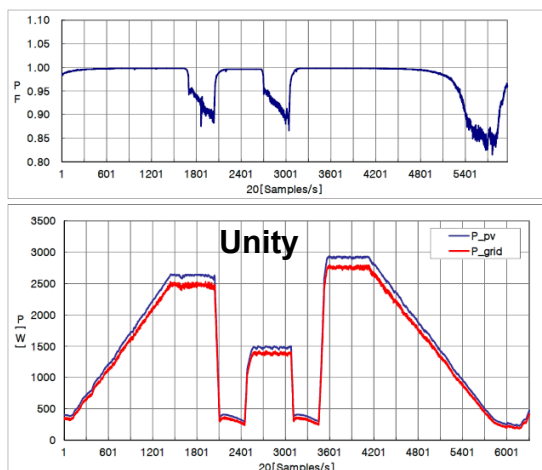 1.10
1.05
1.00
0.95
0.90
0.85
0.80
P
F
1 601 1201 1801 2401 3001 3601 4201 4801 5401
20[Samples/s]
Unity
P_pv
P_grid
3500
3000
2500
2000
1500
1000
500
0
P
[W]
1 601 1201 1801 2401 3001 3601 4201 4801 5401 6001
20[Samples/s]